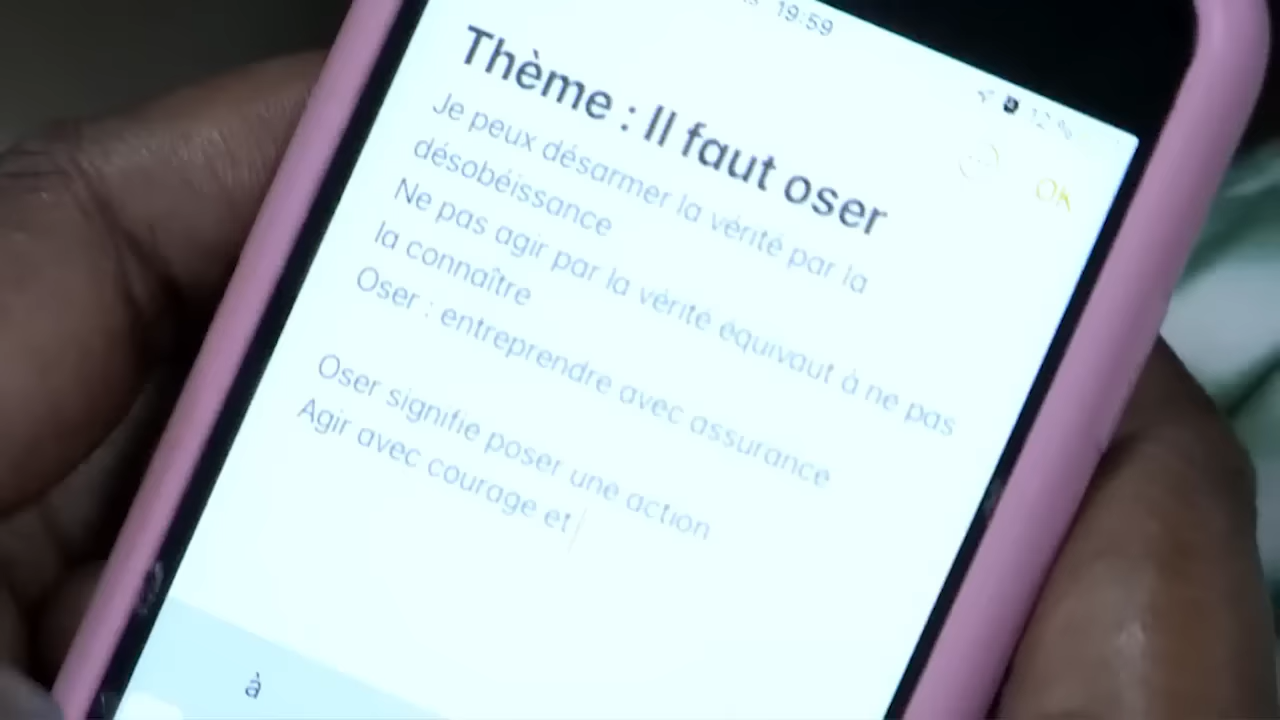 19:59
12 %
OK
Thème : Il faut oser
Je peux désarmer la vérité par la
désobéissance
Ne pas agir par la vérité équivaut à ne pas
la connaître
Oser : entreprendre avec assurance
Oser signifie poser une action
Agir avec courage et
à